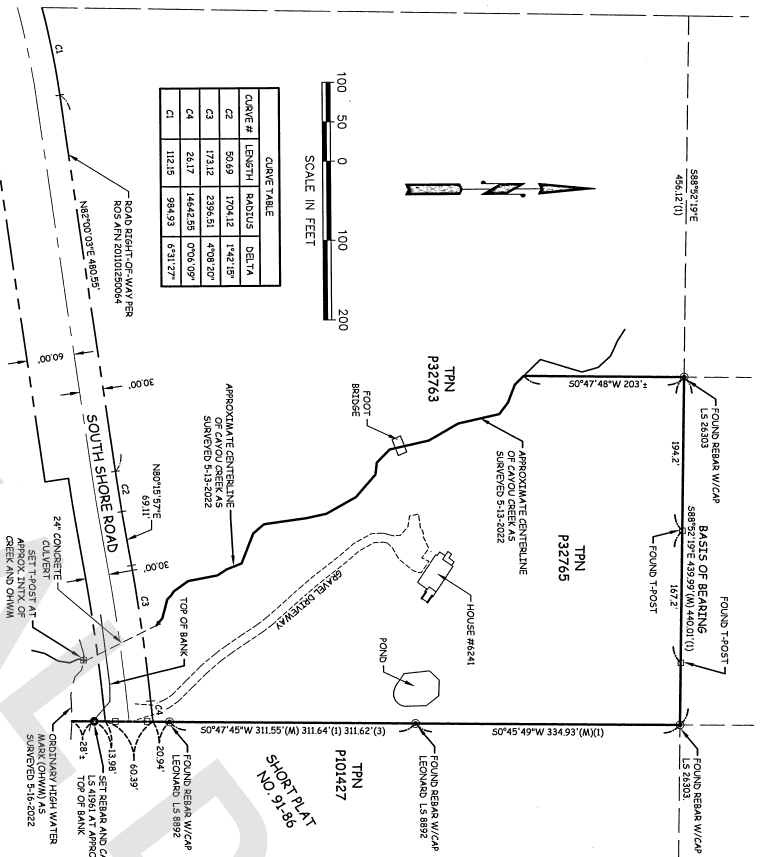 S88°52'19"E
456.12'(1)
FOUND REBAR W/CAP
LS 26303
S0°47'48"W 203'±
194.2'
BASIS OF BEARING
S88°52'19"E 439.99'(M) 440.01'(1)
FOUND T-POST
167.2'
FOUND T-POST
FOUND REBAR W/CAP
LS 26303.
S0°45'49"W 334.93'(M)(1)
100
50
0
100
200
SCALE IN FEET
CURVE TABLE
CURVE # LENGTH RADIUS DELTA
C2 50.69 1704.12 1°42'15"
C3 173.12 2396.51 4°08'20"
C4 26.17 14642.55 0°06'09"
C1 112.15 984.93 6°31'27"
TPN
P32763
FOOT
BRIDGE
APPROXIMATE CENTERLINE
OF CAYOU CREEK AS
SURVEYED 5-13-2022
TPN
P32765
HOUSE #6241
POND
GRAVEL DRIVEWAY
APPROXIMATE CENTERLINE
OF CAYOU CREEK AS
SURVEYED 5-13-2022
FOUND REBAR W/CAP
LEONARD LS 8892
S0°47'45"W 311.55'(M) 311.64'(1) 311.62'(3)
TPN
P101427
SHORT PLAT
NO. 91-86
C1
ROAD RIGHT-OF-WAY PER
ROS AFN 201101250064
N82°00'03"E 480.55'
60.00'
30.00'
SOUTH SHORE ROAD
C2
N80°15'57"E
69.11'
30.00'
C3
TOP OF BANK
C4
24" CONCRETE
CULVERT
SET T-POST AT
APPROX. INTX. OF
CREEK AND OHWM
FOUND REBAR W/CAP
LEONARD LS 8892
20.94'
60.39'
13.98'
28'±
SET REBAR AND CA
LS 41961 AT APPRO
TOP OF BANK
ORDINARY HIGH WATER
MARK (OHWM) AS
SURVEYED 5-16-2022